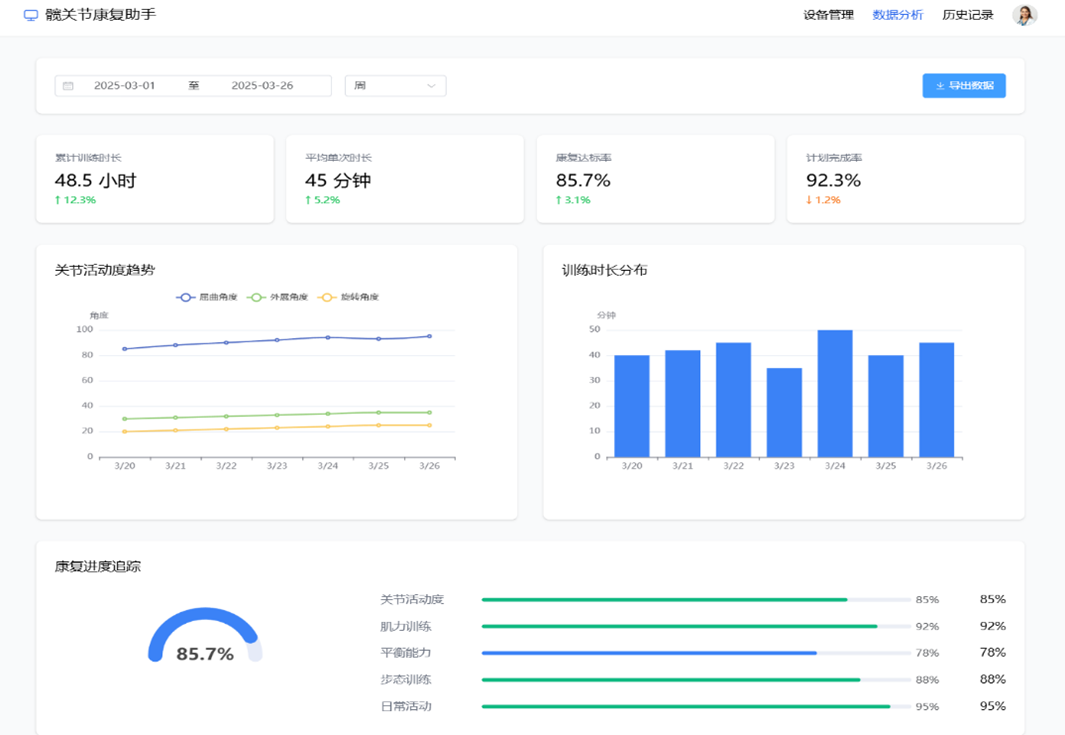 髋关节康复助手
设备管理 数据分析 历史记录
2025-03-01 至 2025-03-26 周
导出数据
累计训练时长
48.5 小时
↑ 12.3%
平均单次时长
45 分钟
↑ 5.2%
康复达标率
85.7%
↑ 3.1%
计划完成率
92.3%
↓ 1.2%
关节活动度趋势
屈曲角度 外展角度 旋转角度
角度
100
80
60
40
20
0
3/20 3/21 3/22 3/23 3/24 3/25 3/26
训练时长分布
分钟
50
40
30
20
10
0
3/20 3/21 3/22 3/23 3/24 3/25 3/26
康复进度追踪
85.7%
关节活动度 85% 85%
肌力训练 92% 92%
平衡能力 78% 78%
步态训练 88% 88%
日常活动 95% 95%